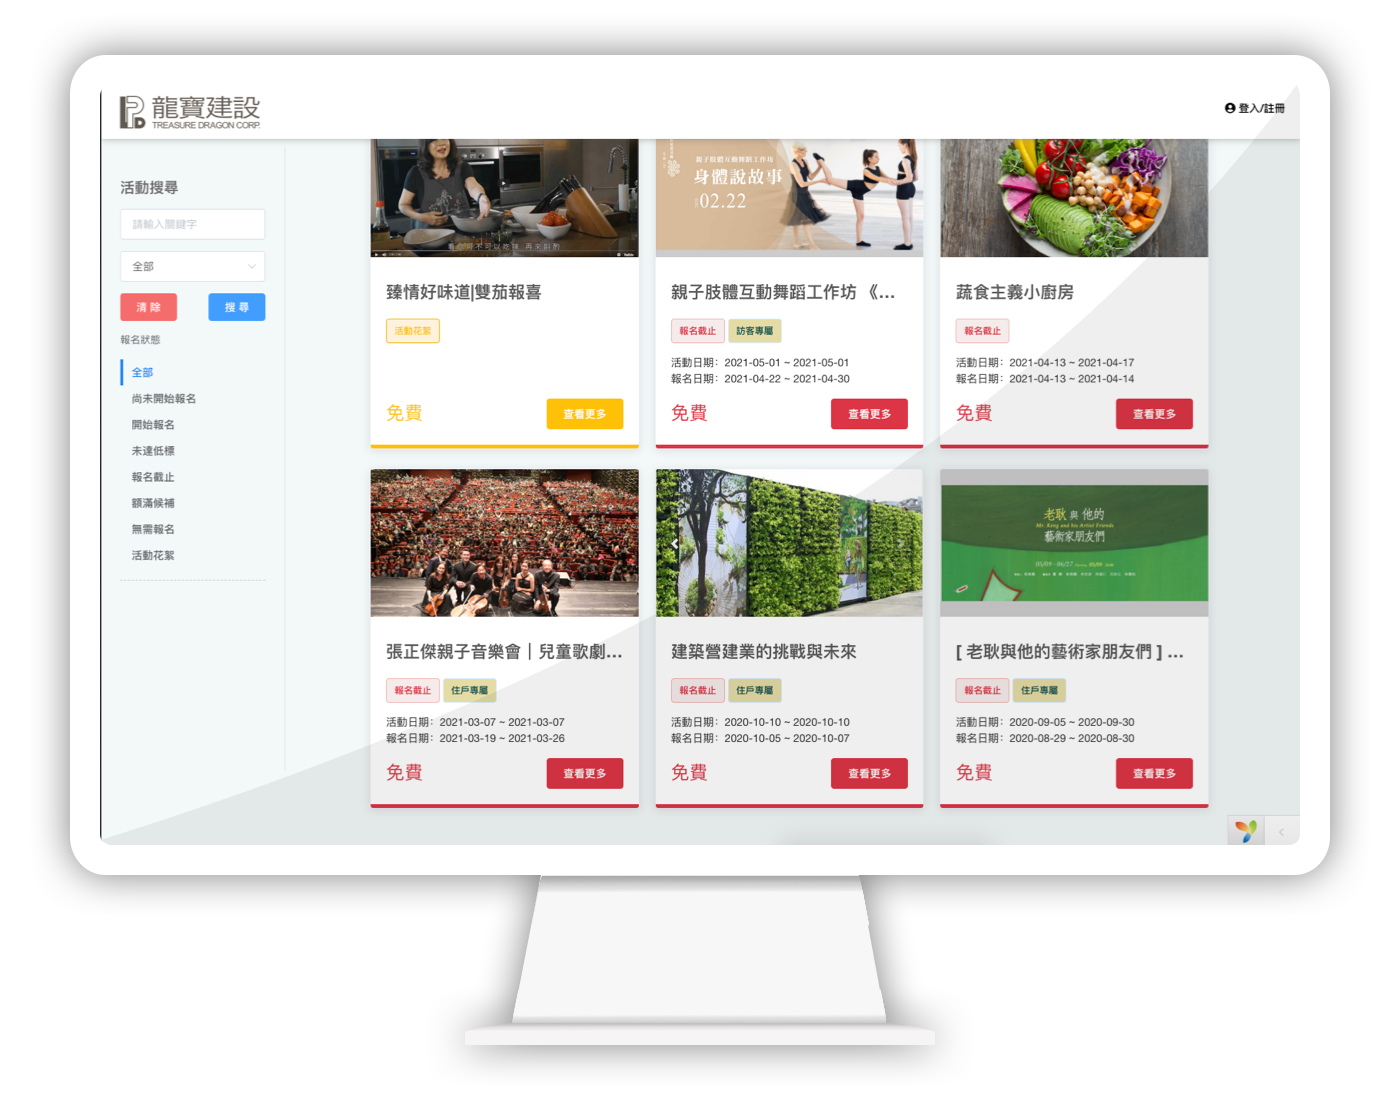 龍寶建設
TREASURE DRAGON CORP.
登入/註冊
活動搜尋
請輸入關鍵字
全部
清除
搜尋
報名狀態
全部
尚未開始報名
開始報名
未達低標
報名截止
額滿候補
無需報名
活動花絮
臻情好味道|雙茄報喜
活動花絮
免費
查看更多
親子肢體互動舞蹈工作坊
身體說故事
02.22
親子肢體互動舞蹈工作坊 《...
報名截止
訪客專屬
活動日期: 2021-05-01 ~ 2021-05-01
報名日期: 2021-04-22 ~ 2021-04-30
免費
查看更多
蔬食主義小廚房
報名截止
活動日期: 2021-04-13 ~ 2021-04-17
報名日期: 2021-04-13 ~ 2021-04-14
免費
查看更多
張正傑親子音樂會｜兒童歌劇...
報名截止
住戶專屬
活動日期: 2021-03-07 ~ 2021-03-07
報名日期: 2021-03-19 ~ 2021-03-26
免費
查看更多
建築營建業的挑戰與未來
報名截止
住戶專屬
活動日期: 2020-10-10 ~ 2020-10-10
報名日期: 2020-10-05 ~ 2020-10-07
免費
查看更多
老耿 與 他的
Mr. Keng and his Artist Friends
藝術家朋友們
05/09 - 06/27
[ 老耿與他的藝術家朋友們 ] ...
報名截止
住戶專屬
活動日期: 2020-09-05 ~ 2020-09-30
報名日期: 2020-08-29 ~ 2020-08-30
免費
查看更多